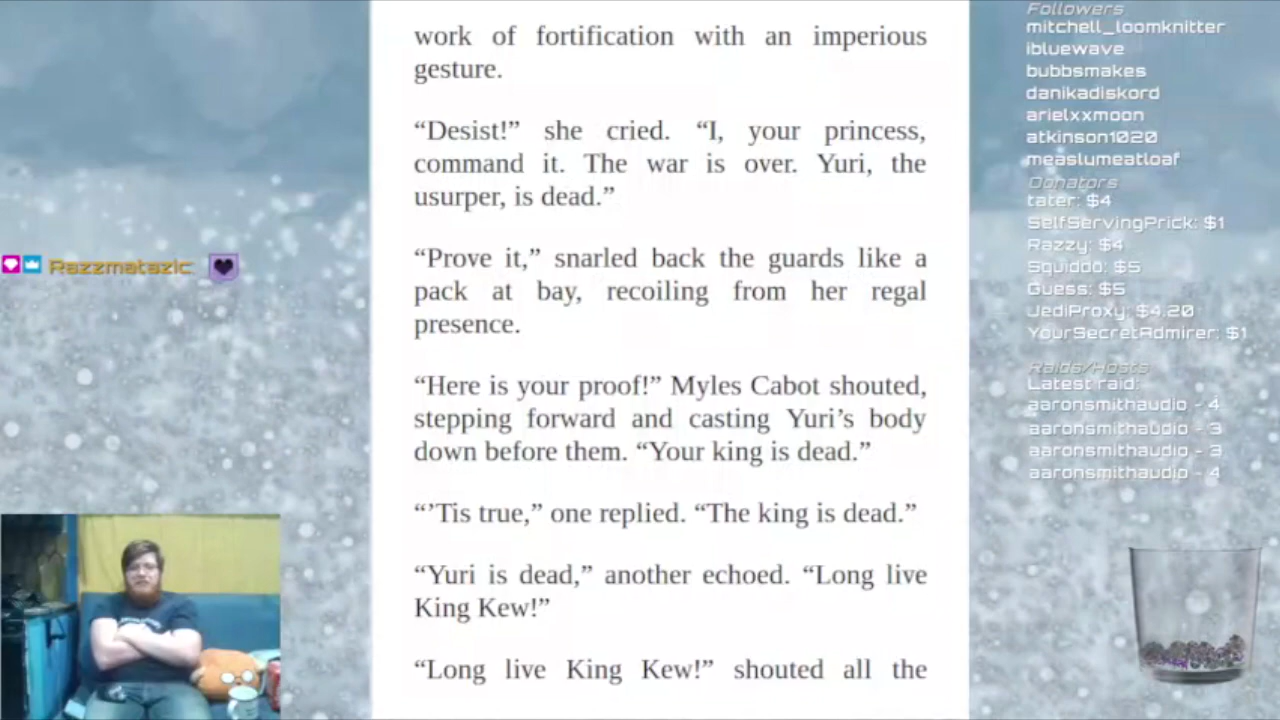 work of fortification with an imperious
gesture.
“Desist!” she cried. “I, your princess,
command it. The war is over. Yuri, the
usurper, is dead.”
“Prove it,” snarled back the guards like a
pack at bay, recoiling from her regal
presence.
“Here is your proof!” Myles Cabot shouted,
stepping forward and casting Yuri’s body
down before them. “Your king is dead.”
“’Tis true,” one replied. “The king is dead.”
“Yuri is dead,” another echoed. “Long live
King Kew!”
“Long live King Kew!” shouted all the
Razzmatazic
Followers
mitchell_loomknitter
ibluewave
bubbsmakes
danikadiskord
arielxxmoon
atkinson1020
measlumeatloaf
Donators
tater: $4
SelfServingPrick: $1
Razzy: $4
Squidd0: $5
Guess: $5
JediProxy: $4.20
YourSecretAdmirer: $1
Raids/Hosts
Latest raid:
aaronsmithaudio - 4
aaronsmithaudio - 3
aaronsmithaudio - 3
aaronsmithaudio - 4